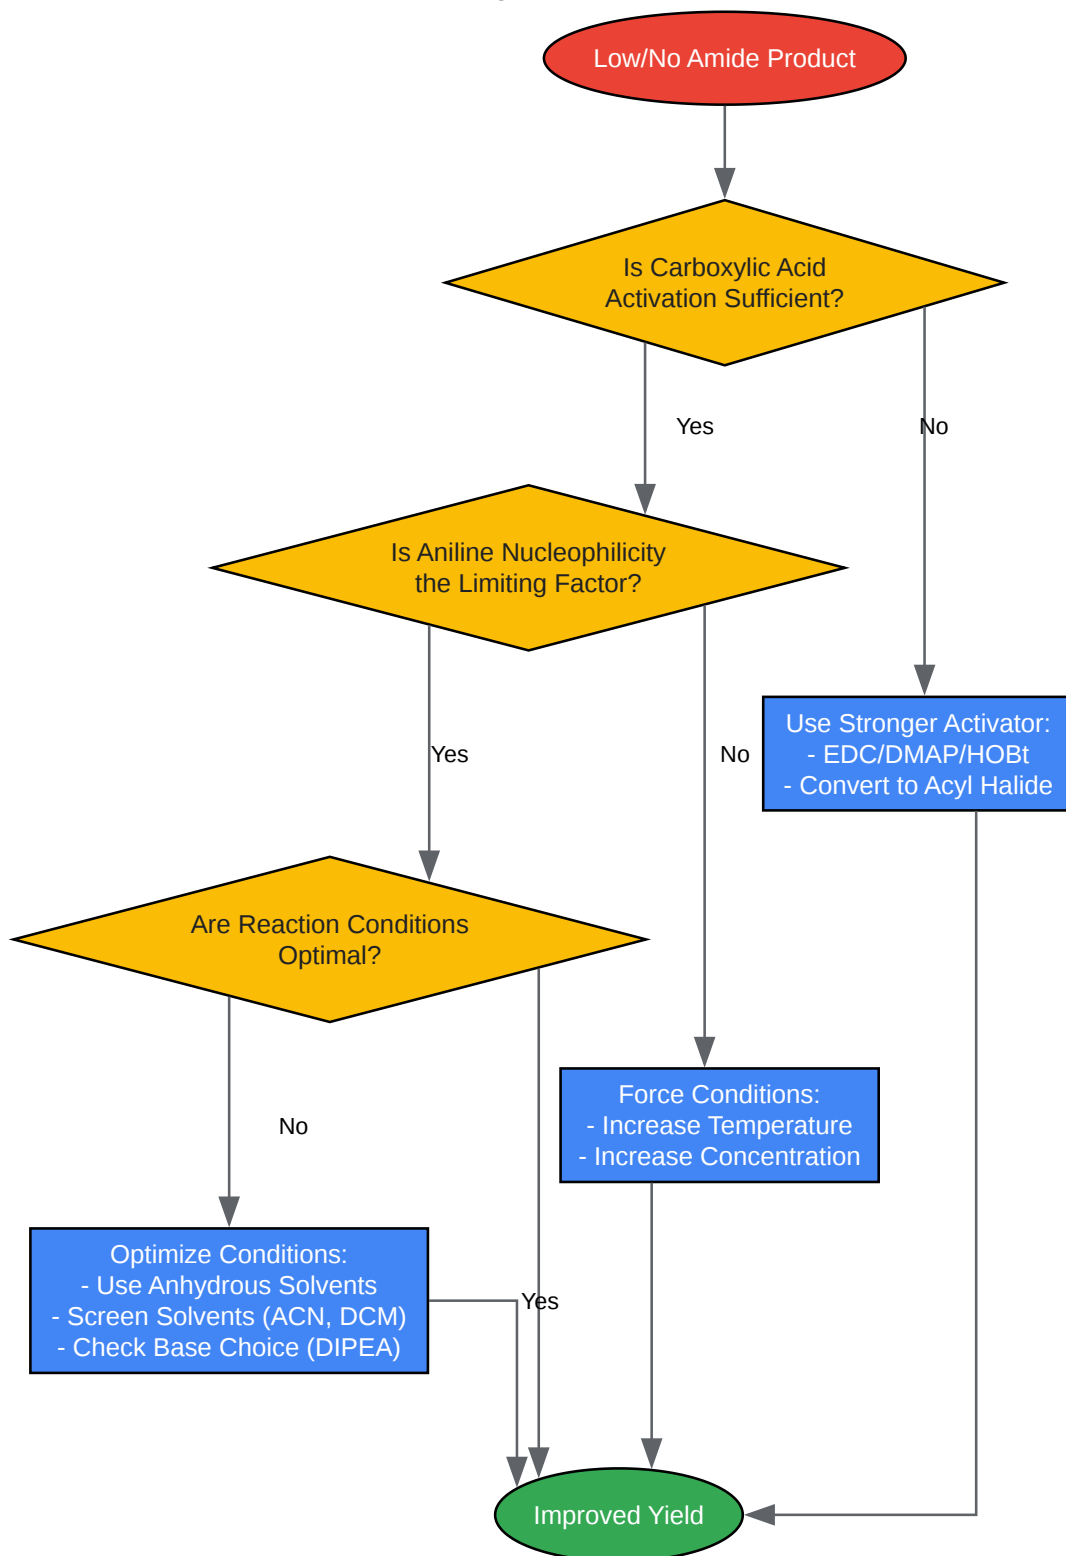 Low/No Amide Product
Is Carboxylic Acid
Activation Sufficient?
Yes
No
Is Aniline Nucleophilicity
the Limiting Factor?
Use Stronger Activator:
- EDC/DMAP/HOBt
- Convert to Acyl Halide
Yes
No
Are Reaction Conditions
Optimal?
Force Conditions:
- Increase Temperature
- Increase Concentration
No
Optimize Conditions:
- Use Anhydrous Solvents
- Screen Solvents (ACN, DCM)
- Check Base Choice (DIPEA)
Yes
Improved Yield